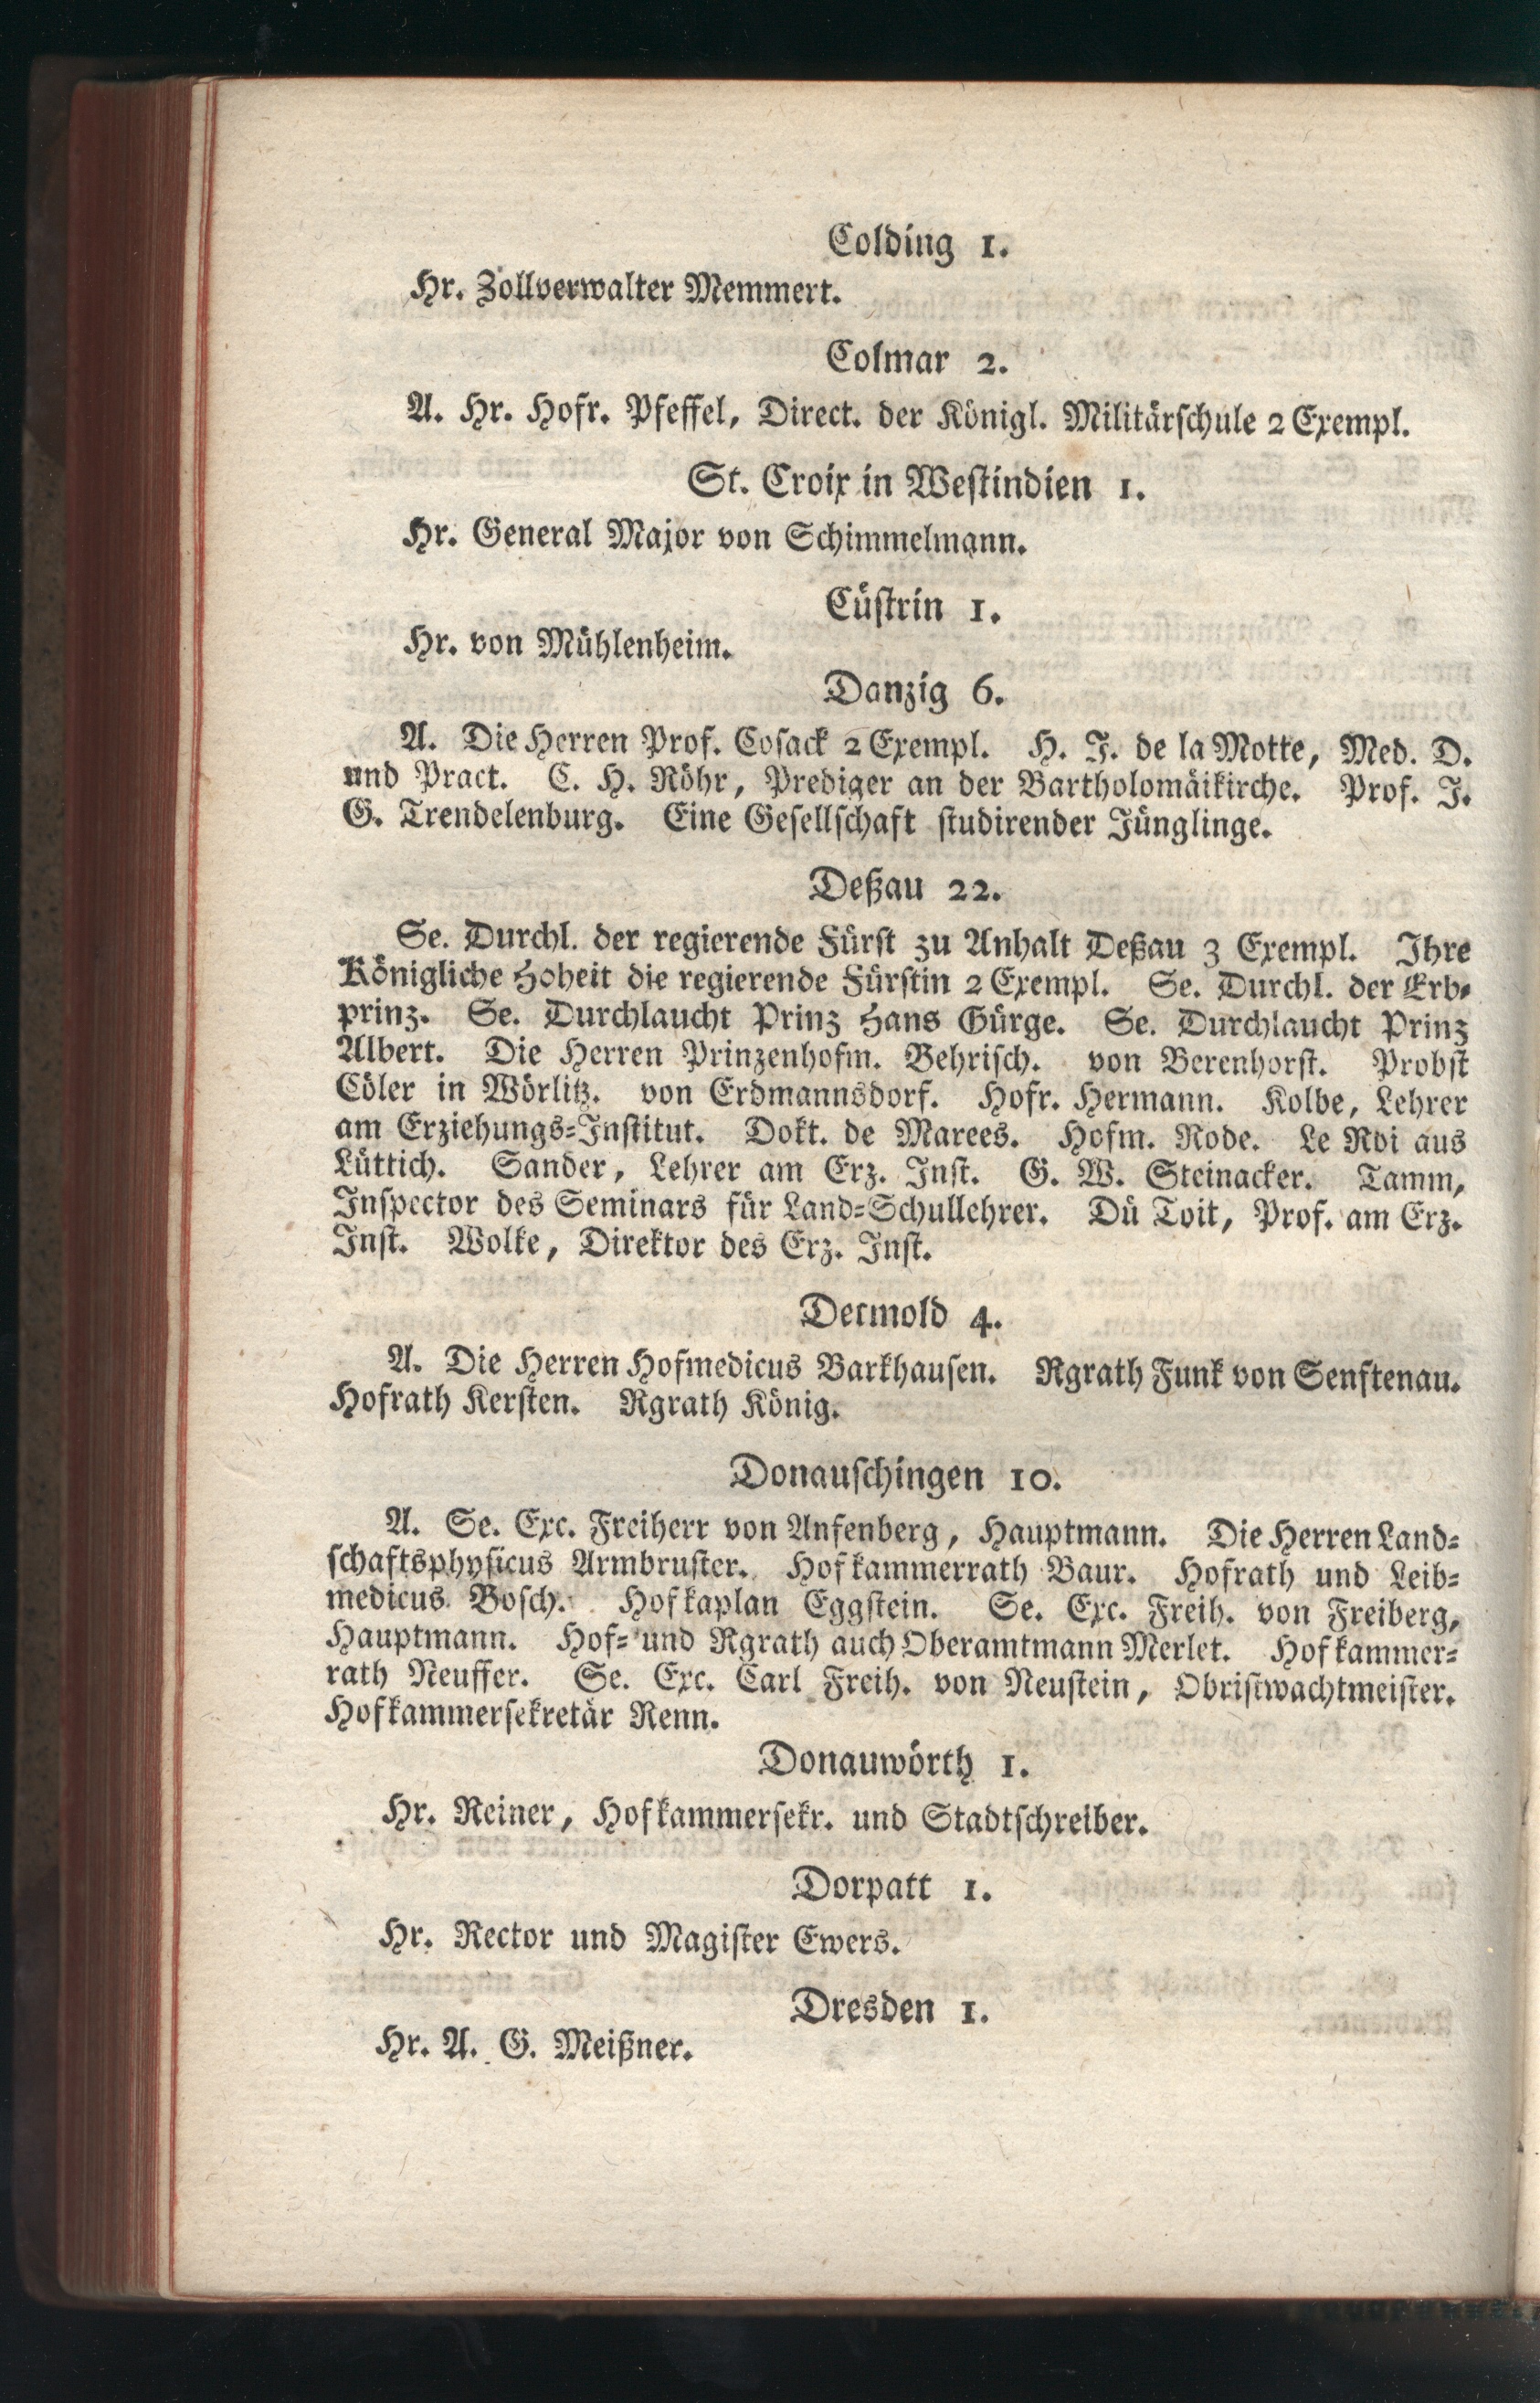 Colding 1.
Hr. Zollverwalter Memmert.
Colmar 2.
A. Hr. Hofr. Pfeffel, Direct. der Königl. Militärschule 2 Exempl.
St. Croix in Westindien 1.
Hr. General Major von Schimmelmann.
Cüstrin 1.
Hr. von Mühlenheim.
Danzig 6.
A. Die Herren Prof. Cosack 2 Exempl. H. J. de la Motte, Med. D.
und Pract. C. H. Röhr, Prediger an der Bartholomäikirche. Prof. J.
G. Trendelenburg. Eine Gesellschaft studirender Jünglinge.
Deßau 22.
Se. Durchl. der regierende Fürst zu Anhalt Deßau 3 Exempl. Ihre
Königliche Hoheit die regierende Fürstin 2 Exempl. Se. Durchl. der Erb-
prinz. Se. Durchlaucht Prinz Hans Gürge. Se. Durchlaucht Prinz
Albert. Die Herren Prinzenhofm. Behrisch. von Berenhorst. Probst
Cöler in Wörlitz. von Erdmannsdorf. Hofr. Hermann. Kolbe, Lehrer
am Erziehungs-Institut. Dokt. de Marees. Hofm. Rode. Le Roi aus
Lüttich. Sander, Lehrer am Erz. Inst. G. W. Steinacker. Tamm,
Inspector des Seminars für Land-Schullehrer. Dü Toit, Prof. am Erz.
Inst. Wolke, Direktor des Erz. Inst.
Detmold 4.
A. Die Herren Hofmedicus Barkhausen. Rgrath Funk von Senftenau.
Hofrath Kersten. Rgrath König.
Donauschingen 10.
A. Se. Exc. Freiherr von Anfenberg, Hauptmann. Die Herren Land-
schaftsphysicus Armbruster. Hofkammerrath Baur. Hofrath und Leib-
medicus Bosch. Hofkaplan Eggstein. Se. Exc. Freih. von Freiberg,
Hauptmann. Hof- und Rgrath auch Oberamtmann Merlet. Hofkammer-
rath Neuffer. Se. Exc. Carl Freih. von Neustein, Obristwachtmeister.
Hofkammersekretär Renn.
Donauwörth 1.
Hr. Reiner, Hofkammersekr. und Stadtschreiber.
Dorpatt 1.
Hr. Rector und Magister Ewers.
Dresden 1.
Hr. A. G. Meißner.